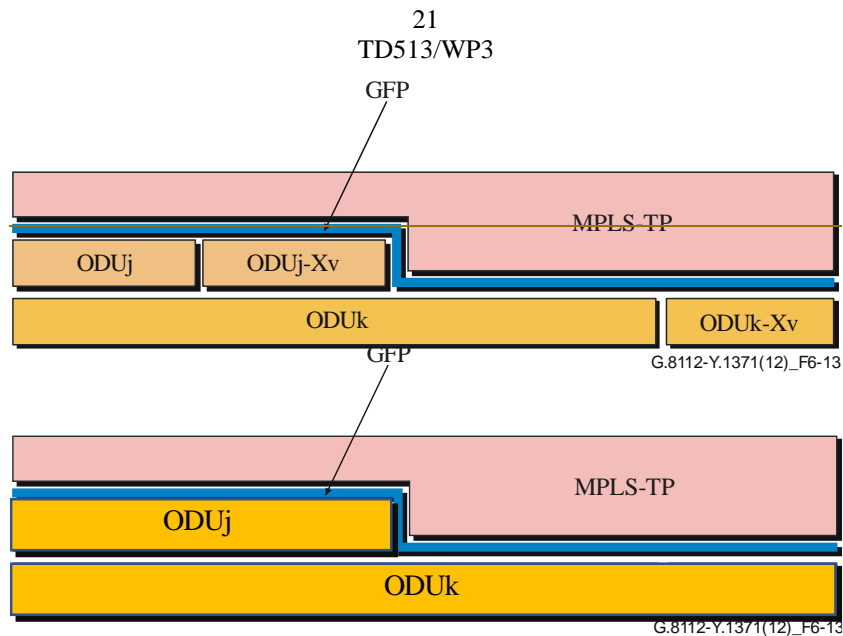 21
TD513/WP3
GFP
MPLS-TP
ODUj ODUj-Xv
ODUk ODUk-Xv
GFP
G.8112-Y.1371(12)_F6-13
MPLS-TP
ODUj
ODUk
G.8112-Y.1371(12)_F6-13